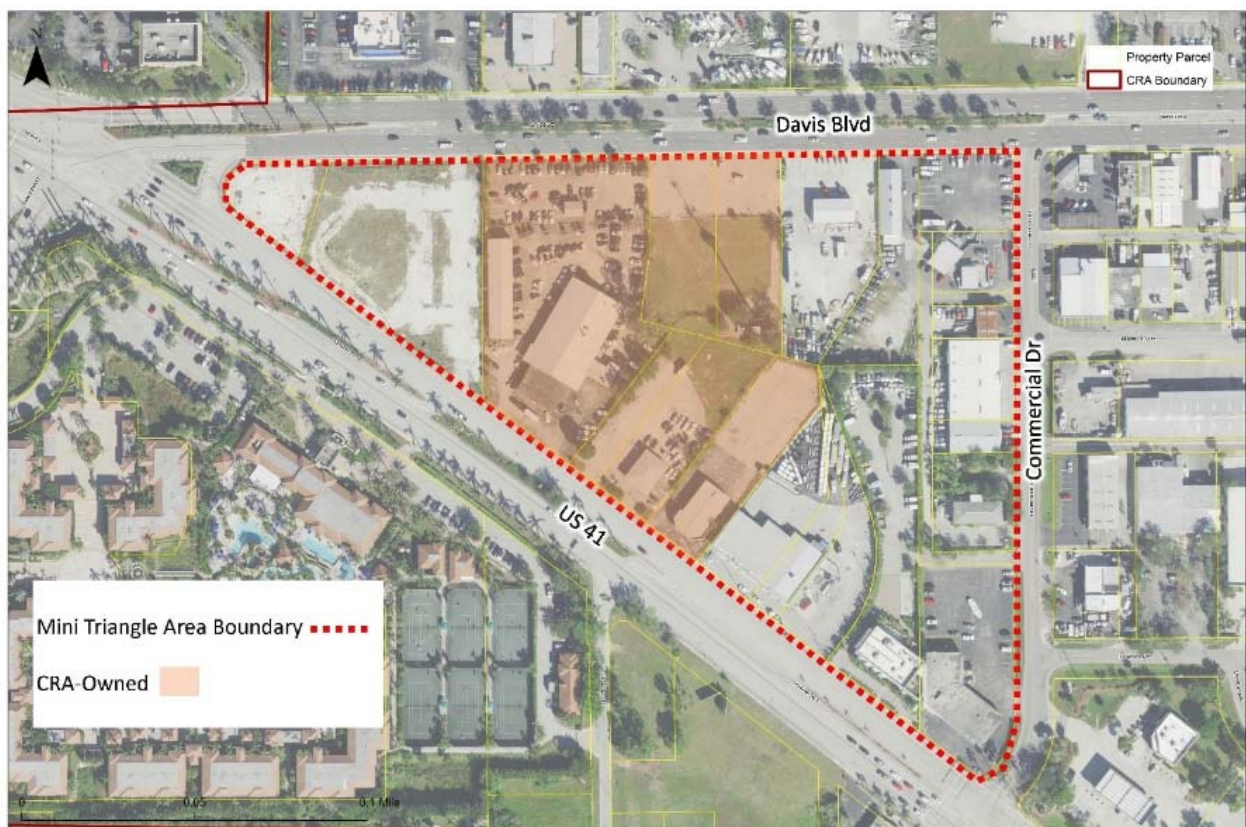 Property Parcel
CRA Boundary
Davis Blvd
Commercial Dr
US 41
Mini Triangle Area Boundary
CRA-Owned
0 0.05 0.1 Mile